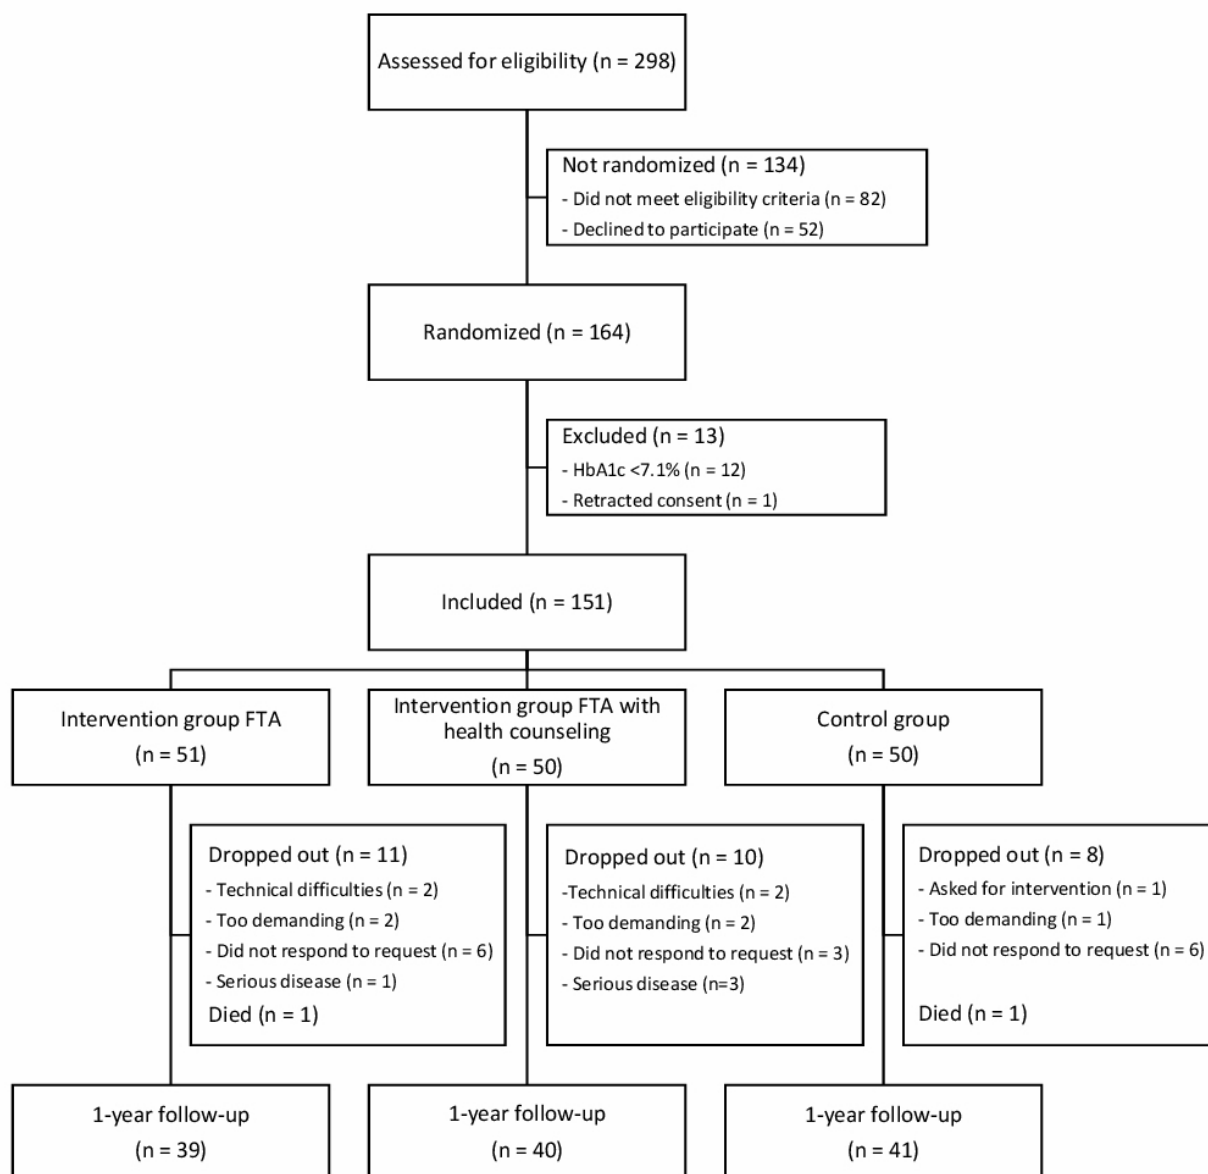 Assessed for eligibility (n = 298)
Not randomized (n = 134)
- Did not meet eligibility criteria (n = 82)
- Declined to participate (n = 52)
Randomized (n = 164)
Excluded (n = 13)
- HbA1c <7.1% (n = 12)
- Retracted consent (n = 1)
Included (n = 151)
Intervention group FTA
(n = 51)
Intervention group FTA with
health counseling
(n = 50)
Control group
(n = 50)
Dropped out (n = 11)
- Technical difficulties (n = 2)
- Too demanding (n = 2)
- Did not respond to request (n = 6)
- Serious disease (n = 1)
Died (n = 1)
Dropped out (n = 10)
-Technical difficulties (n = 2)
- Too demanding (n = 2)
- Did not respond to request (n = 3)
- Serious disease (n=3)
Dropped out (n = 8)
- Asked for intervention (n = 1)
- Too demanding (n = 1)
- Did not respond to request (n = 6)
Died (n = 1)
1-year follow-up
(n = 39)
1-year follow-up
(n = 40)
1-year follow-up
(n = 41)